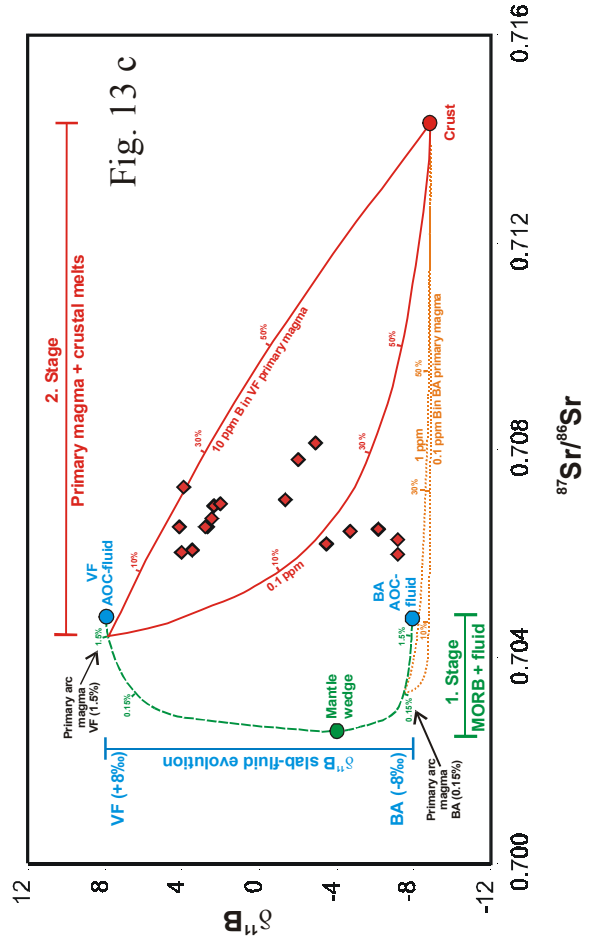 Fig. 13 c
2. Stage
Primary magma + crustal melts
VF
AOC-fluid
Primary arc
magma
VF (1.5%)
1.5%
0.15%
10%
30%
50%
10 ppm B in VF primary magma
0.1 ppm
10%
30%
50%
Crust
VF (+8‰)
δ¹¹B slab-fluid evolution
BA (-8‰)
Mantle
wedge
BA
AOC-
fluid
1.5%
0.15%
10%
30%
50%
1 ppm
0.1 ppm B in BA primary magma
Primary arc
magma
BA (0.15%)
1. Stage
MORB + fluid
12
8
4
0
-4
-8
-12
δ¹¹B
0.700
0.704
0.708
0.712
0.716
⁸⁷Sr/⁸⁶Sr